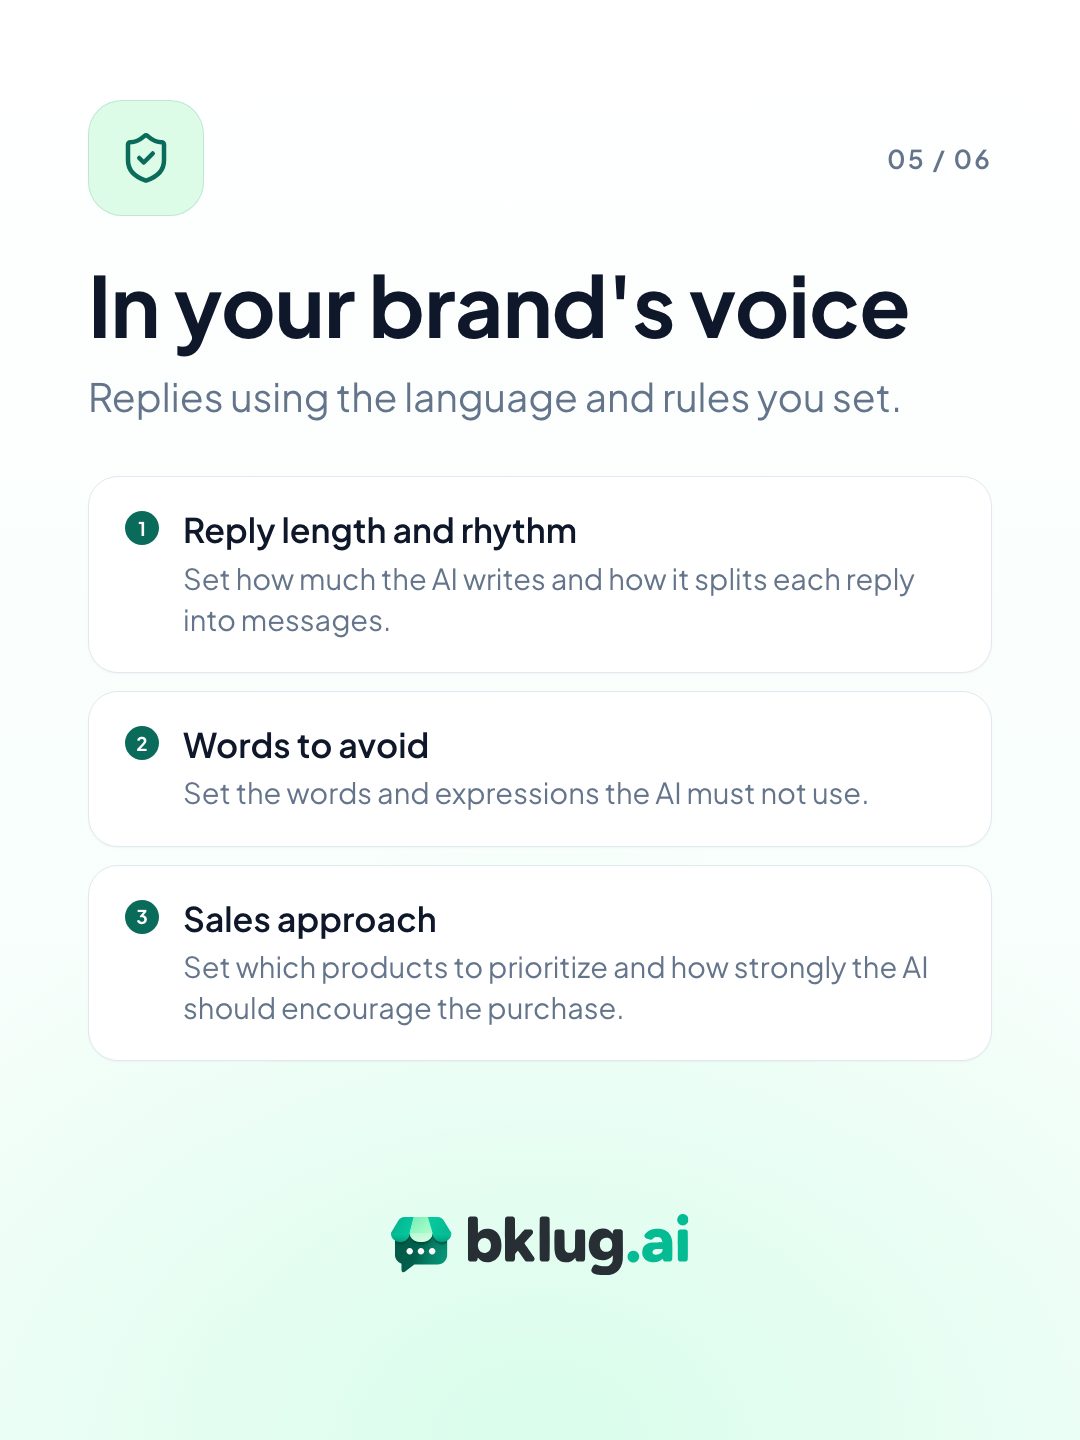 05 / 06
In your brand's voice
Replies using the language and rules you set.
1
Reply length and rhythm
Set how much the AI writes and how it splits each reply
into messages.
2
Words to avoid
Set the words and expressions the AI must not use.
3
Sales approach
Set which products to prioritize and how strongly the AI
should encourage the purchase.
bklug.ai